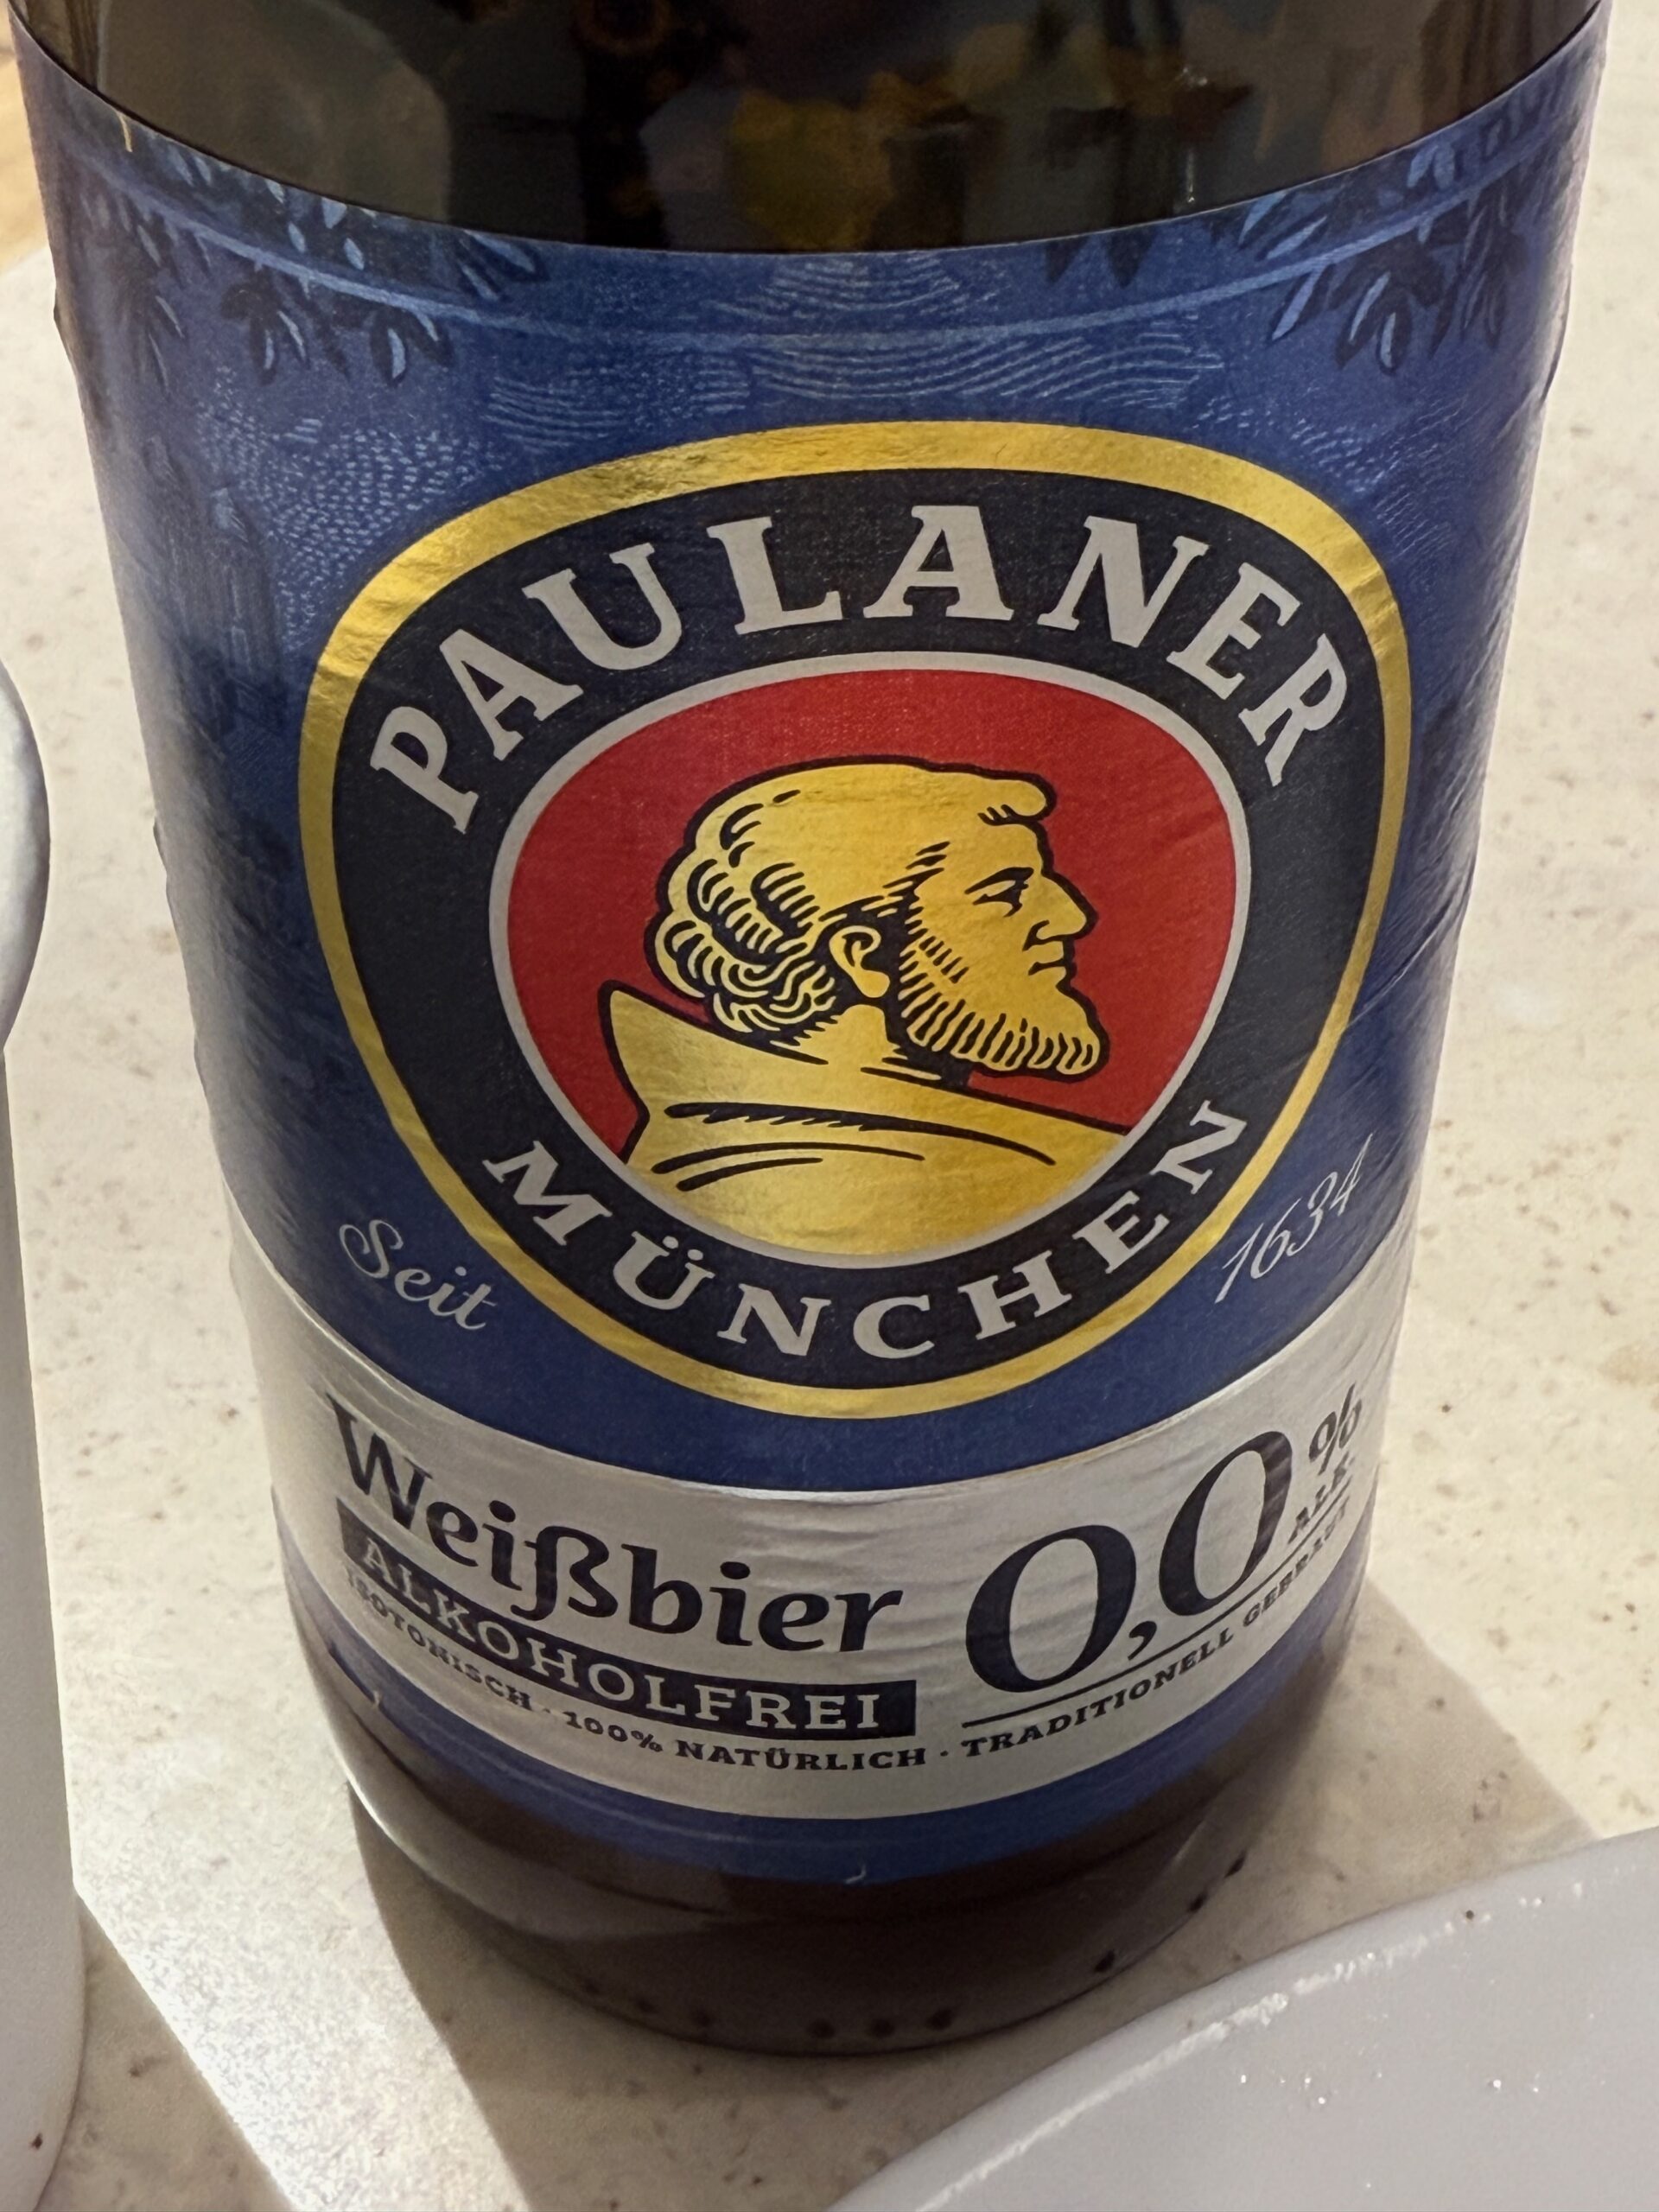 PAULANER
MÜNCHEN
Seit 1634
Weißbier
ALKOHOLFREI
0,0% ALK
ISOTONISCH · 100% NATÜRLICH · TRADITIONELL GEBRAUT